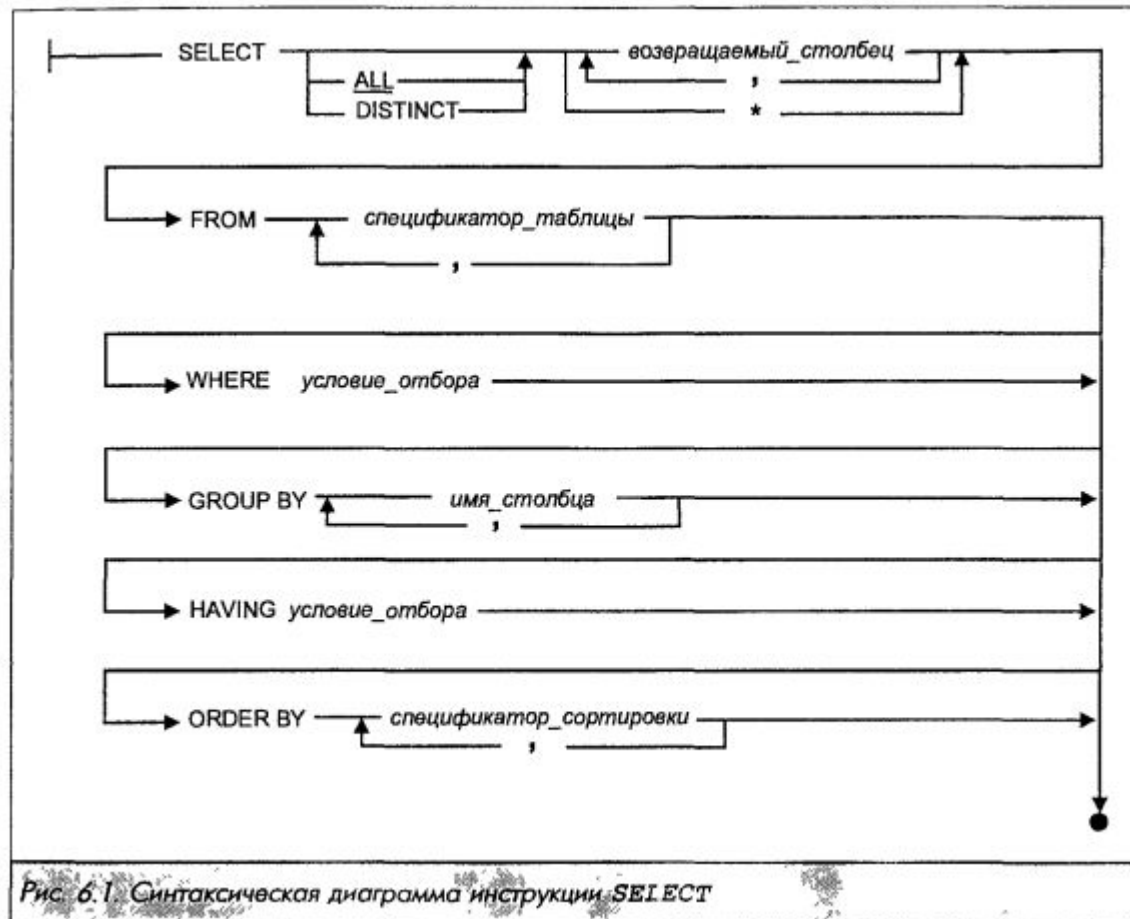 SELECT возвращаемый_столбец
ALL ,
DISTINCT *
FROM спецификатор_таблицы
,
WHERE условие_отбора
GROUP BY имя_столбца
,
HAVING условие_отбора
ORDER BY спецификатор_сортировки
,
Рис. 6.1. Синтаксическая диаграмма инструкции SELECT